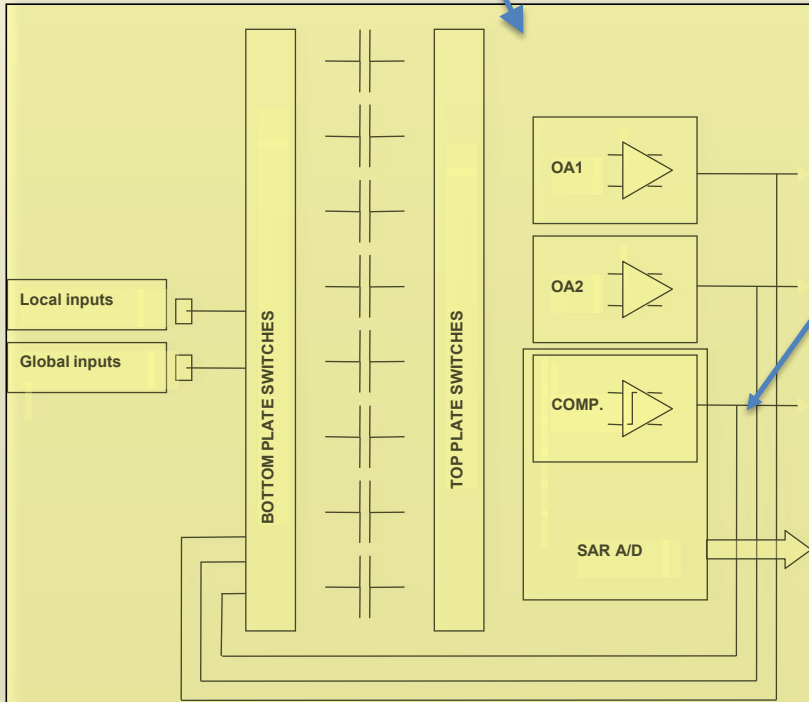 OA1
OA2
Local inputs
Global inputs
BOTTOM PLATE SWITCHES
TOP PLATE SWITCHES
COMP.
SAR A/D